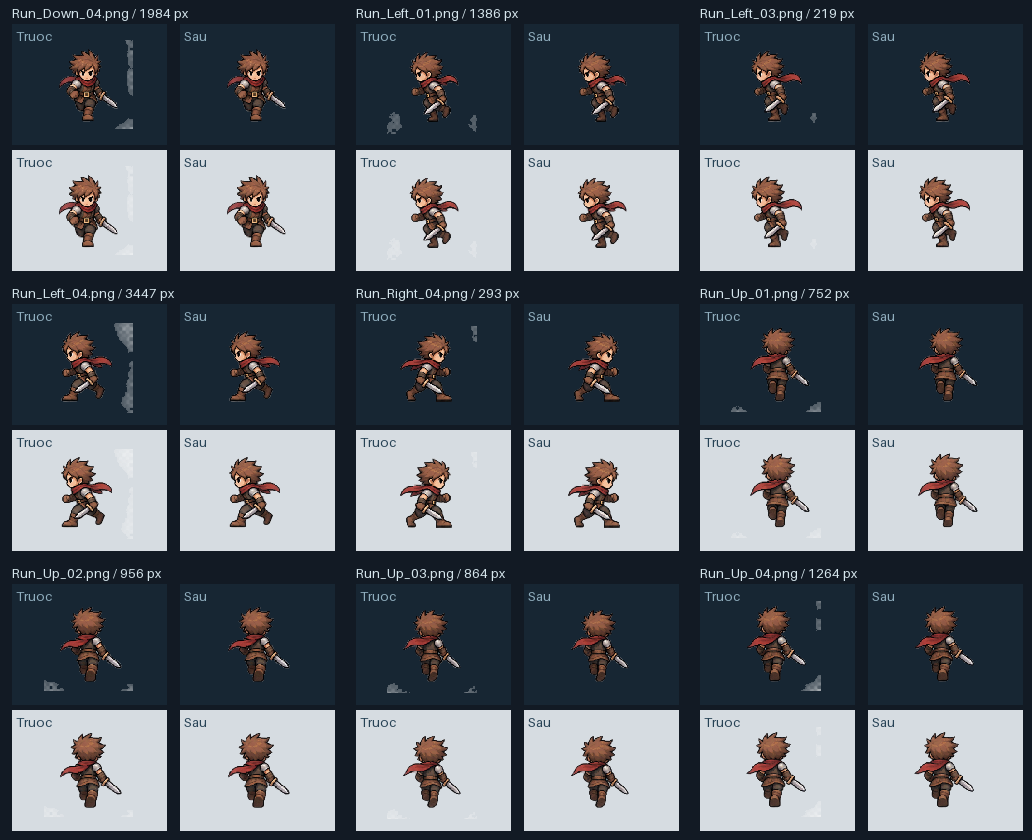 Run_Down_04.png / 1984 px
Run_Left_01.png / 1386 px
Run_Left_03.png / 219 px
Truoc
Sau
Truoc
Sau
Truoc
Sau
Truoc
Sau
Truoc
Sau
Truoc
Sau
Run_Left_04.png / 3447 px
Run_Right_04.png / 293 px
Run_Up_01.png / 752 px
Truoc
Sau
Truoc
Sau
Truoc
Sau
Truoc
Sau
Truoc
Sau
Truoc
Sau
Run_Up_02.png / 956 px
Run_Up_03.png / 864 px
Run_Up_04.png / 1264 px
Truoc
Sau
Truoc
Sau
Truoc
Sau
Truoc
Sau
Truoc
Sau
Truoc
Sau